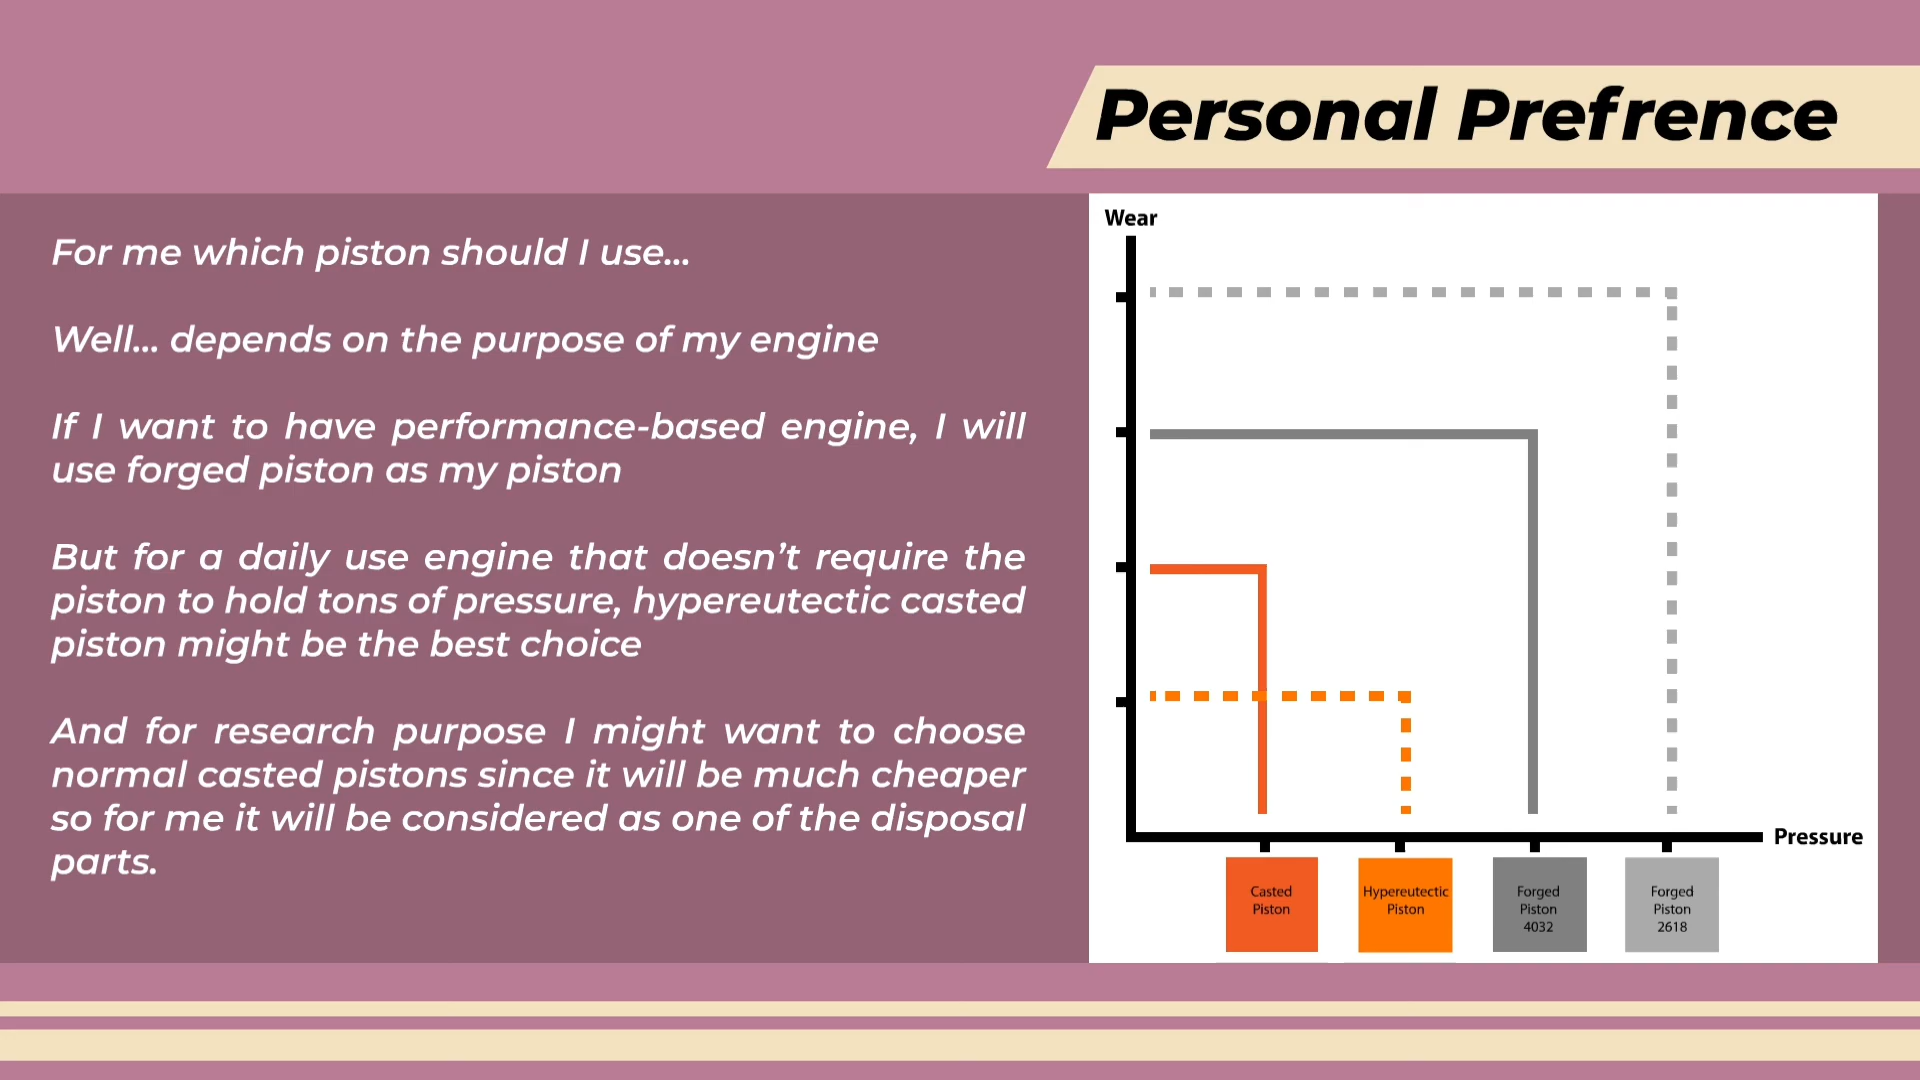 Personal Prefrence
For me which piston should I use...
Well... depends on the purpose of my engine
If I want to have performance-based engine, I will
use forged piston as my piston
But for a daily use engine that doesn't require the
piston to hold tons of pressure, hypereutectic casted
piston might be the best choice
And for research purpose I might want to choose
normal casted pistons since it will be much cheaper
so for me it will be considered as one of the disposal
parts.
Wear
Pressure
Casted
Piston
Hypereutectic
Piston
Forged
Piston
4032
Forged
Piston
2618